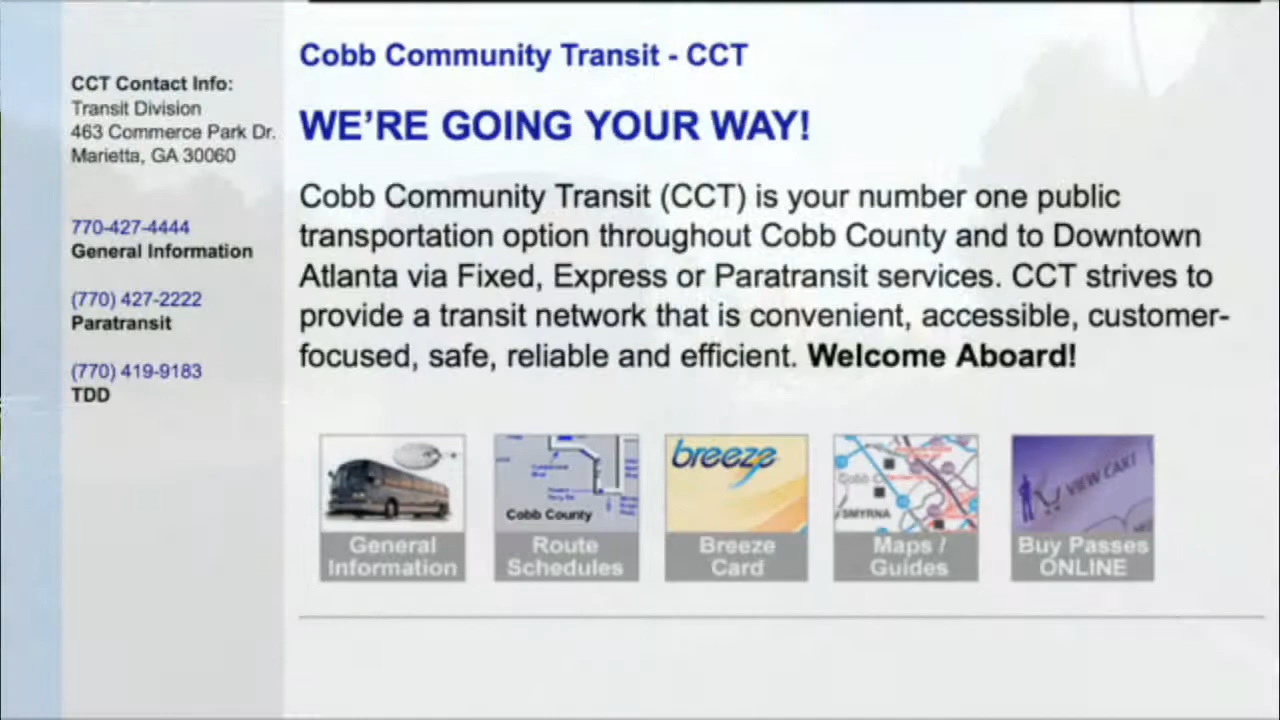 CCT Contact Info:
Transit Division
463 Commerce Park Dr.
Marietta, GA 30060
770-427-4444
General Information
(770) 427-2222
Paratransit
(770) 419-9183
TDD
Cobb Community Transit - CCT
WE'RE GOING YOUR WAY!
Cobb Community Transit (CCT) is your number one public
transportation option throughout Cobb County and to Downtown
Atlanta via Fixed, Express or Paratransit services. CCT strives to
provide a transit network that is convenient, accessible, customer-
focused, safe, reliable and efficient. Welcome Aboard!
General
Information
Cobb County
Route
Schedules
breeze
Breeze
Card
SMYRNA
Maps /
Guides
VIEW CART
Buy Passes
ONLINE